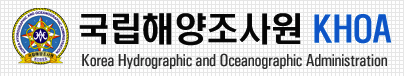 국립해양조사원 KHOA
Korea Hydrographic and Oceanographic Administration